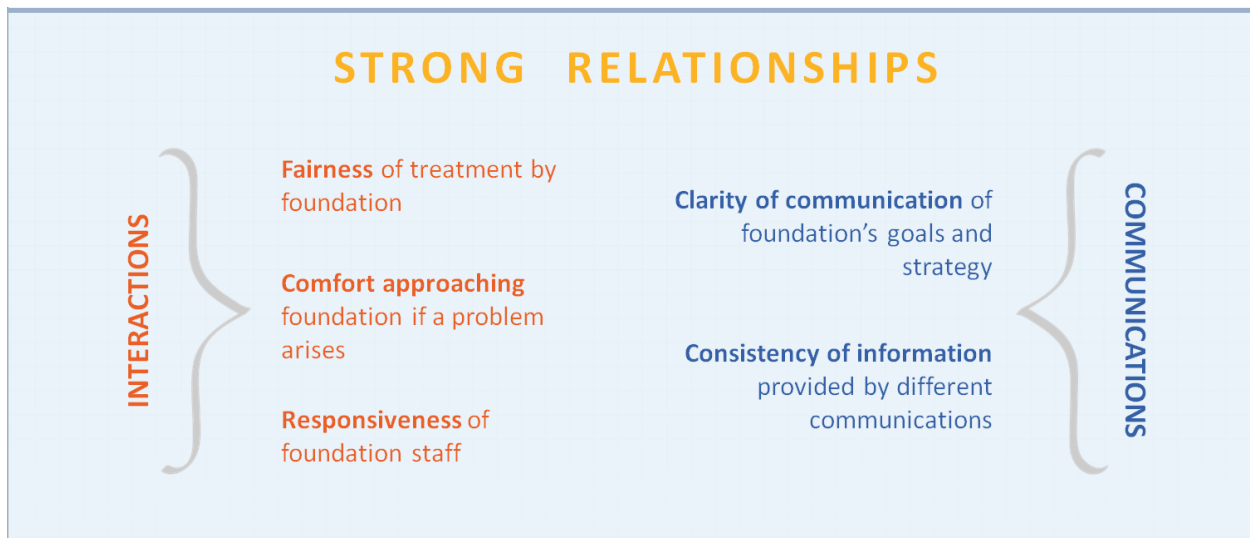 STRONG RELATIONSHIPS
INTERACTIONS
Fairness of treatment by
foundation
Comfort approaching
foundation if a problem
arises
Responsiveness of
foundation staff
Clarity of communication of
foundation’s goals and
strategy
Consistency of information
provided by different
communications
COMMUNICATIONS